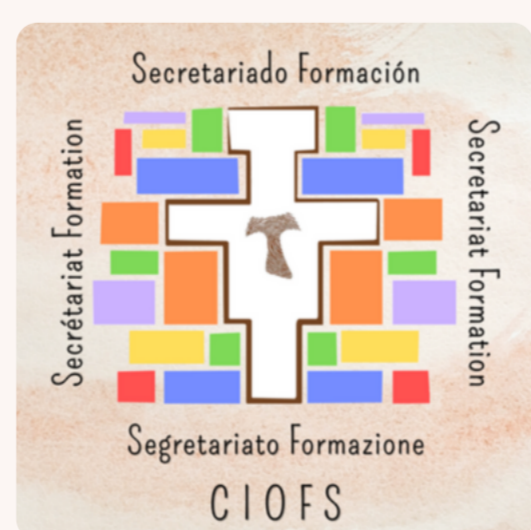 Secretariado Formación
Secrétariat Formation
Secretariat Formation
Segretariato Formazione
CIOFS